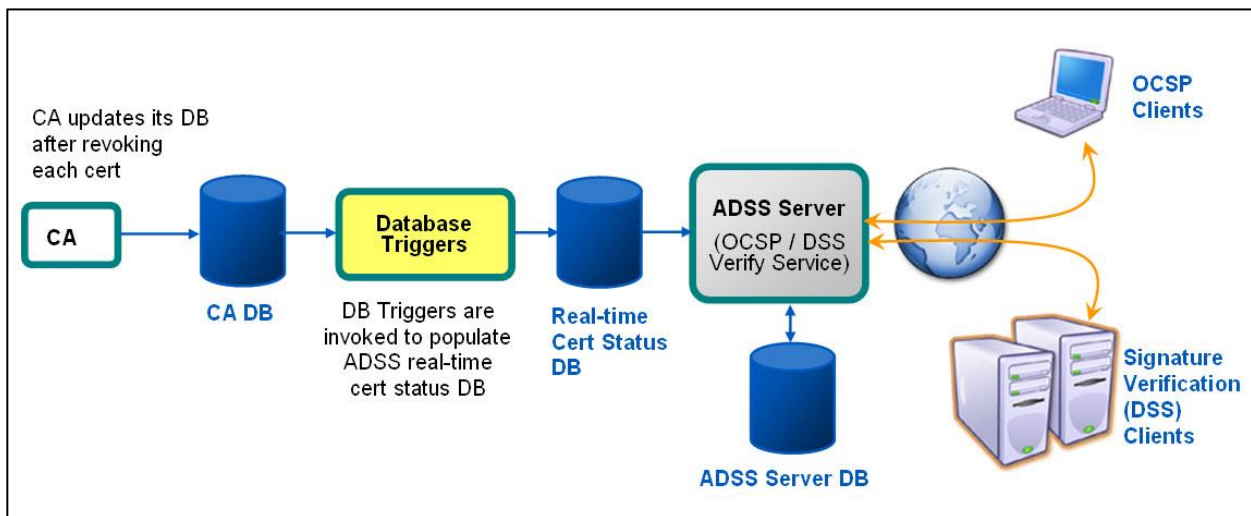 CA updates its DB
after revoking
each cert
CA
CA DB
Database
Triggers
DB Triggers are
invoked to populate
ADSS real-time
cert status DB
Real-time
Cert Status
DB
ADSS Server
(OCSP / DSS
Verify Service)
ADSS Server DB
OCSP
Clients
Signature
Verification
(DSS)
Clients